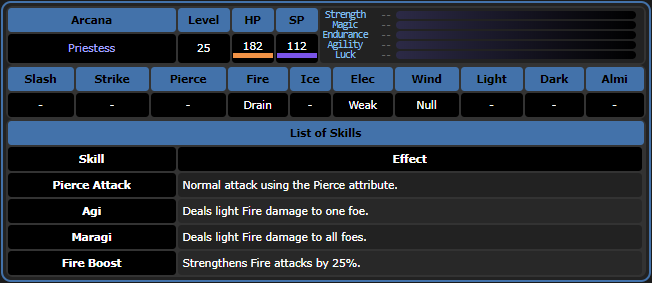 Arcana Level HP SP
Priestess 25 182 112
Strength --
Magic --
Endurance --
Agility --
Luck --
Slash Strike Pierce Fire Ice Elec Wind Light Dark Almi
- - - Drain - Weak Null - - -
List of Skills
Skill Effect
Pierce Attack Normal attack using the Pierce attribute.
Agi Deals light Fire damage to one foe.
Maragi Deals light Fire damage to all foes.
Fire Boost Strengthens Fire attacks by 25%.